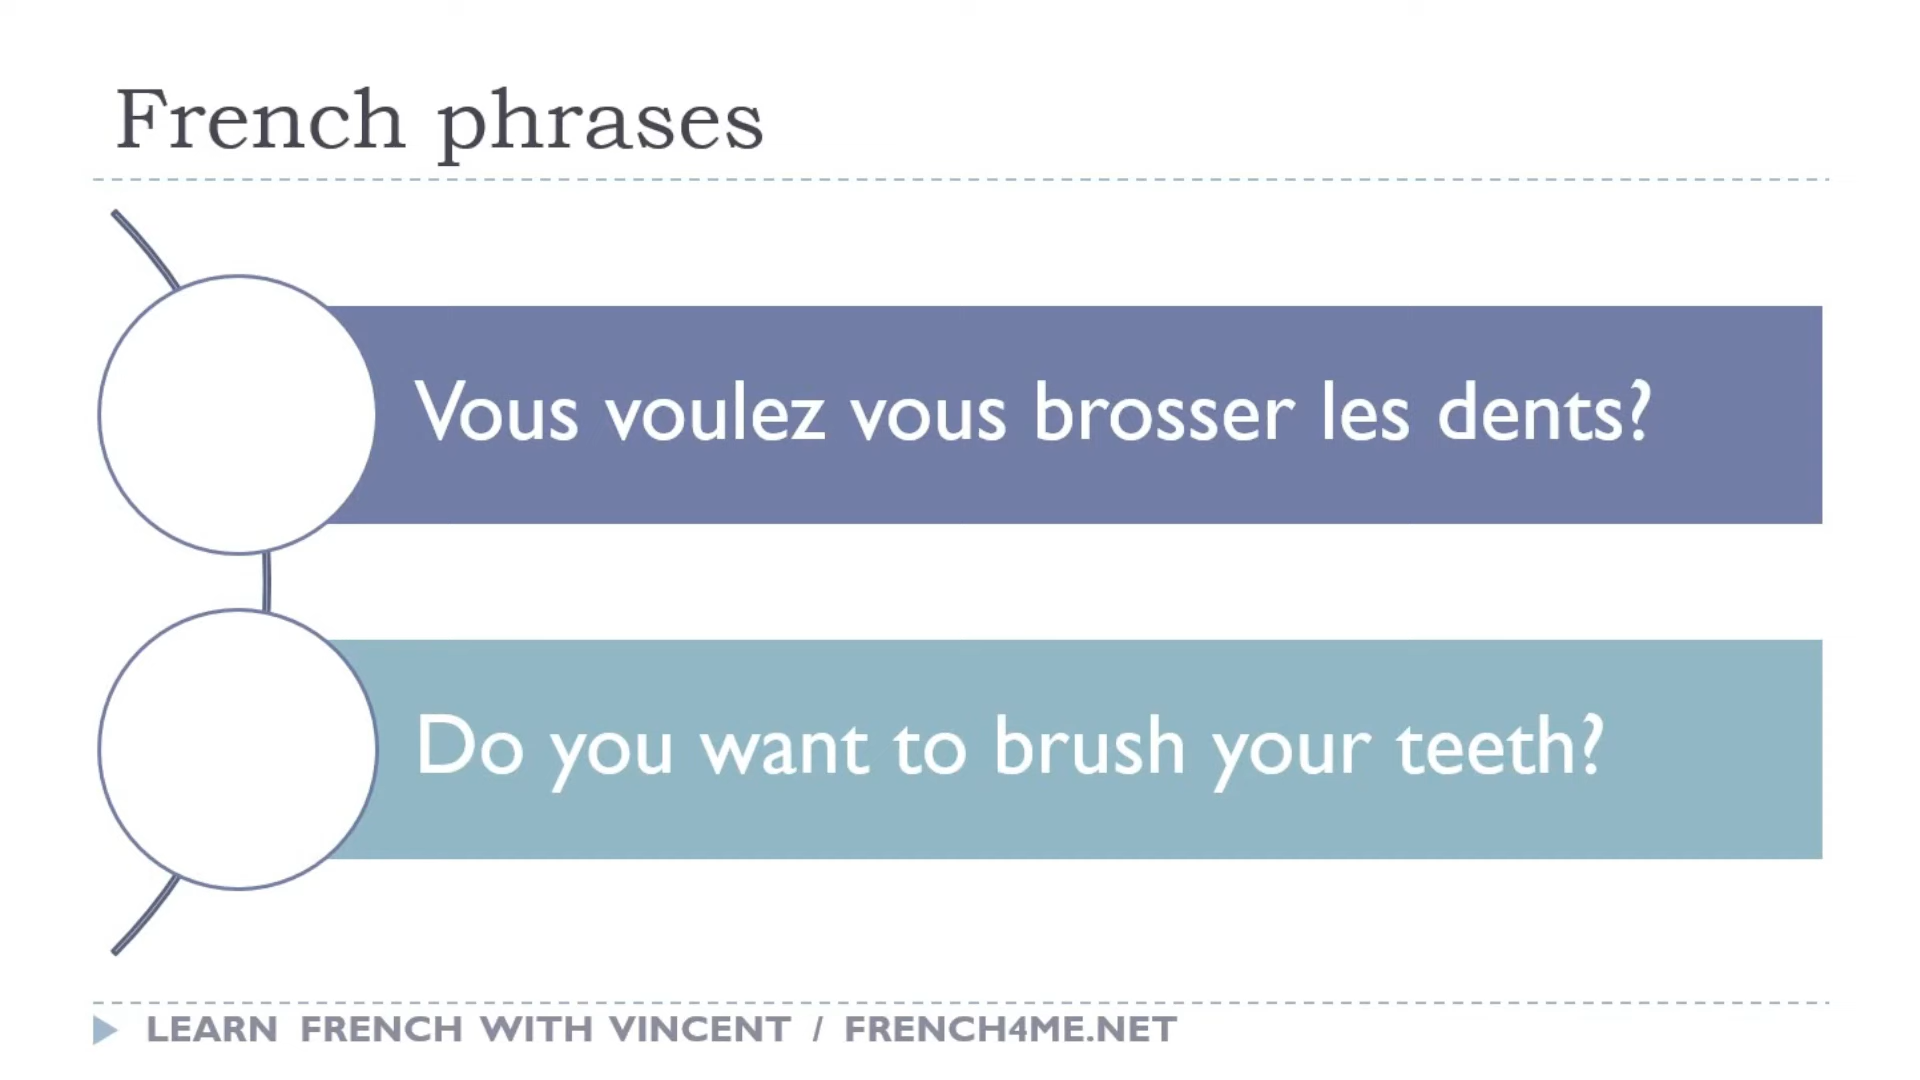 French phrases
Vous voulez vous brosser les dents?
Do you want to brush your teeth?
LEARN FRENCH WITH VINCENT / FRENCH4ME.NET